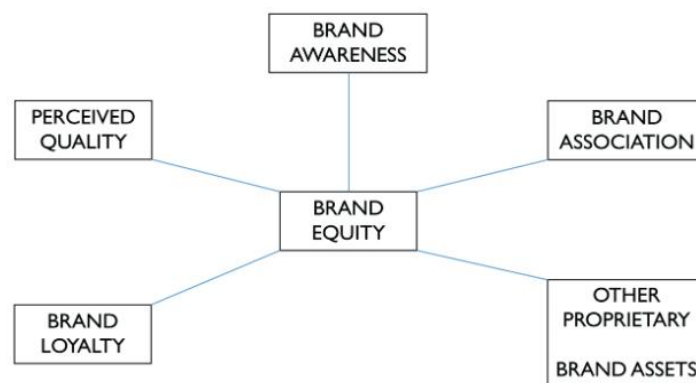 BRAND
AWARENESS
PERCEIVED
QUALITY
BRAND
ASSOCIATION
BRAND
EQUITY
BRAND
LOYALTY
OTHER
PROPRIETARY
BRAND ASSETS